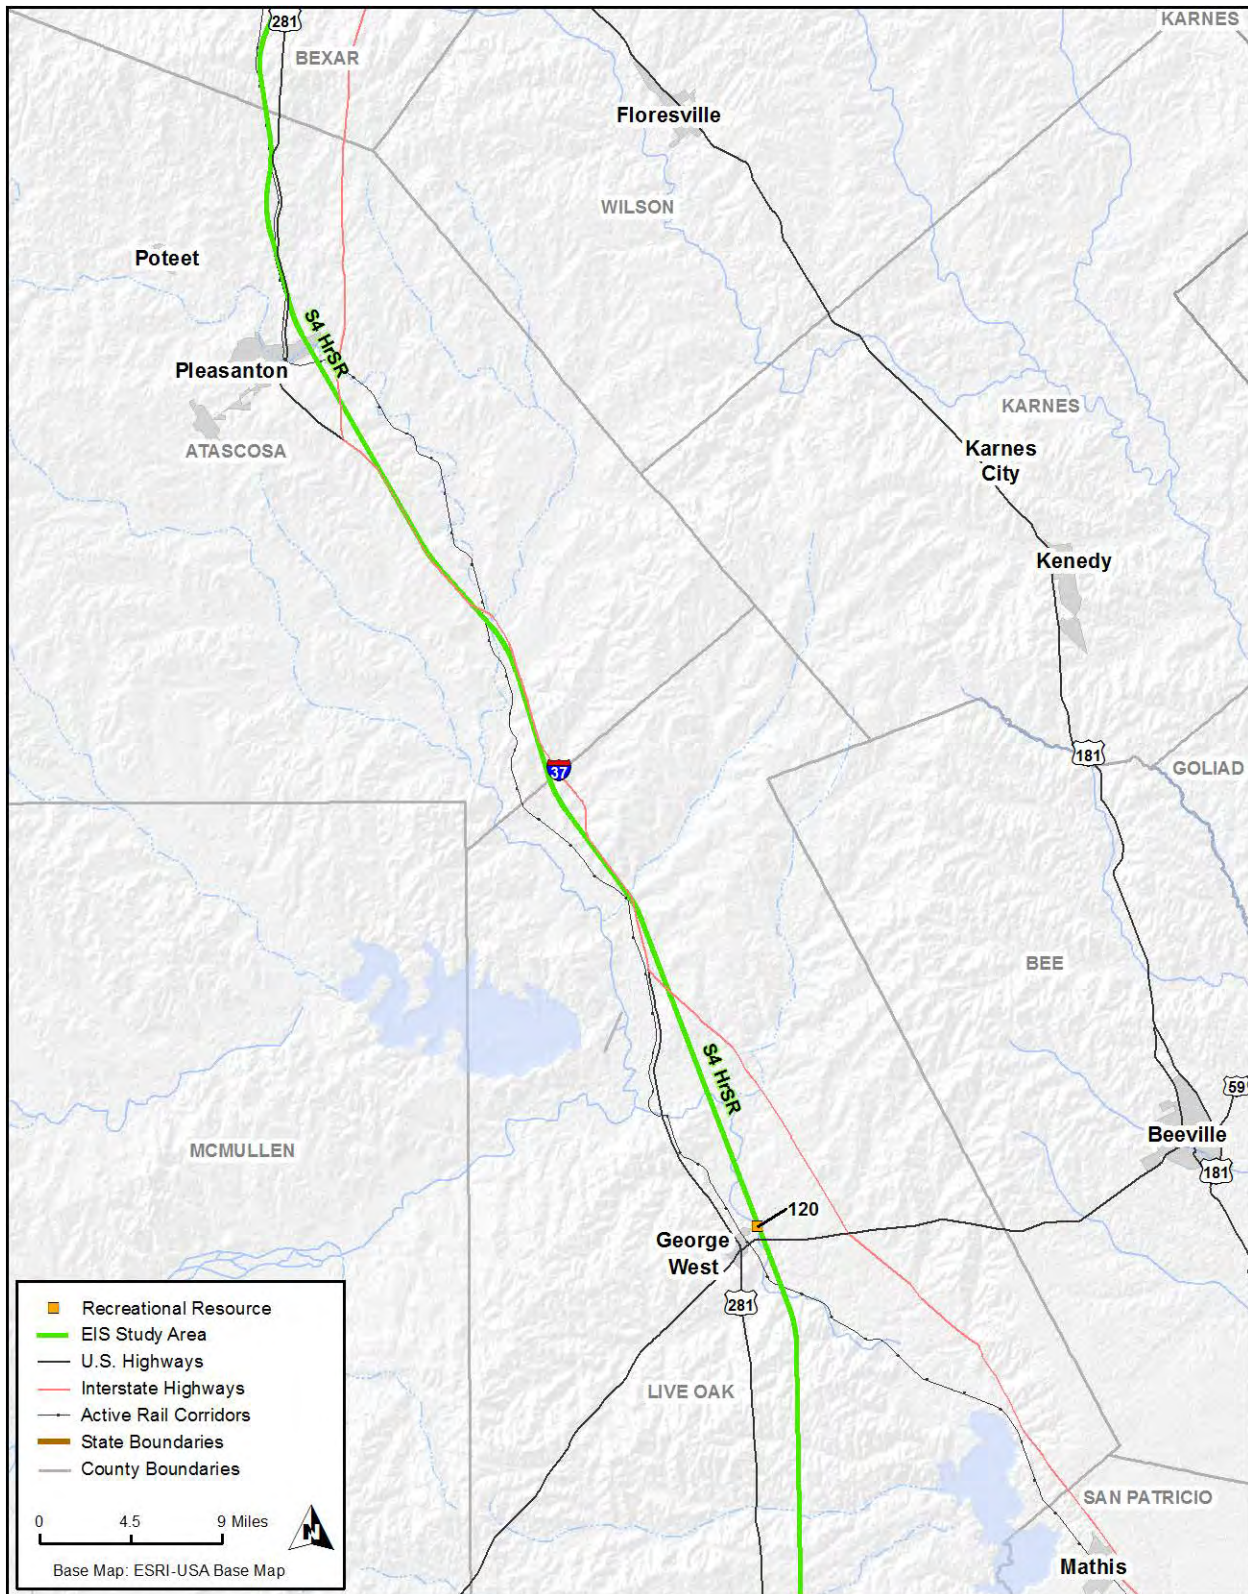 281
BEXAR
KARNES
Floresville
WILSON
Poteet
S4 HrSR
Pleasanton
ATASCOSA
KARNES
Karnes
City
Kenedy
181
GOLIAD
37
BEE
S4 HrSR
59
Beeville
181
MCMULLEN
120
George
West
281
LIVE OAK
SAN PATRICIO
Mathis
Recreational Resource
EIS Study Area
U.S. Highways
Interstate Highways
Active Rail Corridors
State Boundaries
County Boundaries
0 4.5 9 Miles
N
Base Map: ESRI-USA Base Map